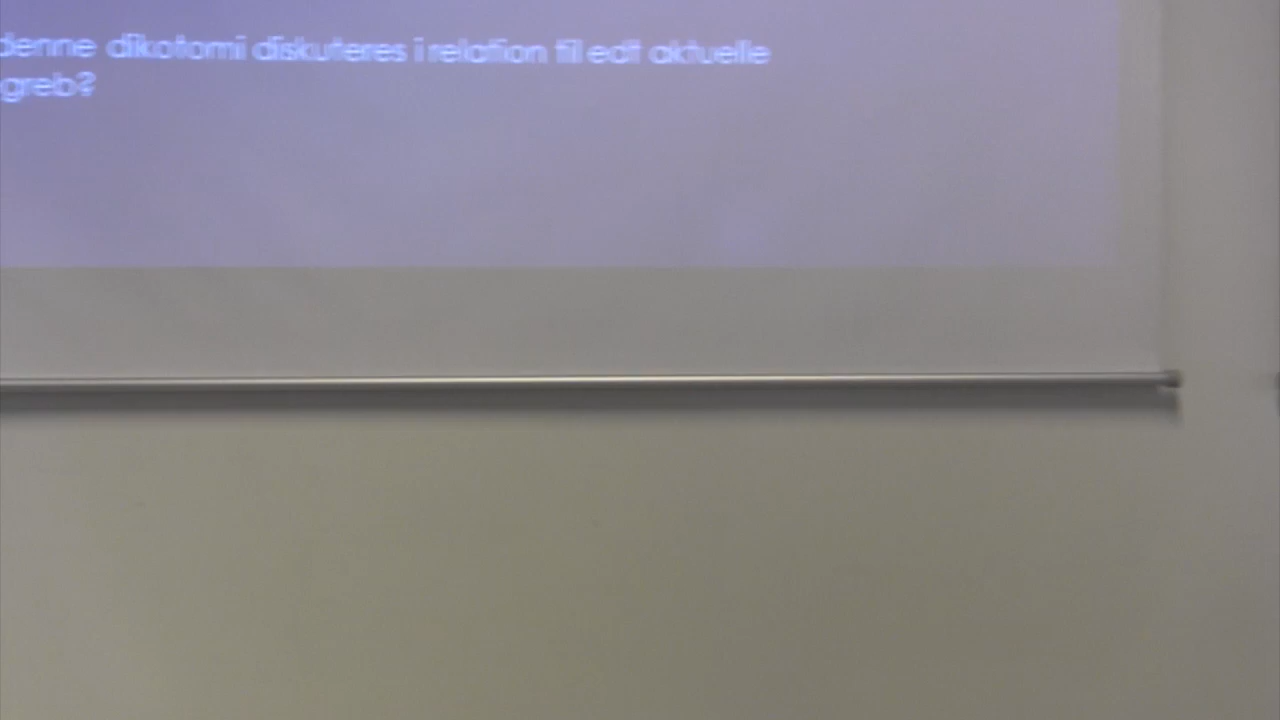 denne dikotomi diskuteres i relation til edt aktuelle
greb?